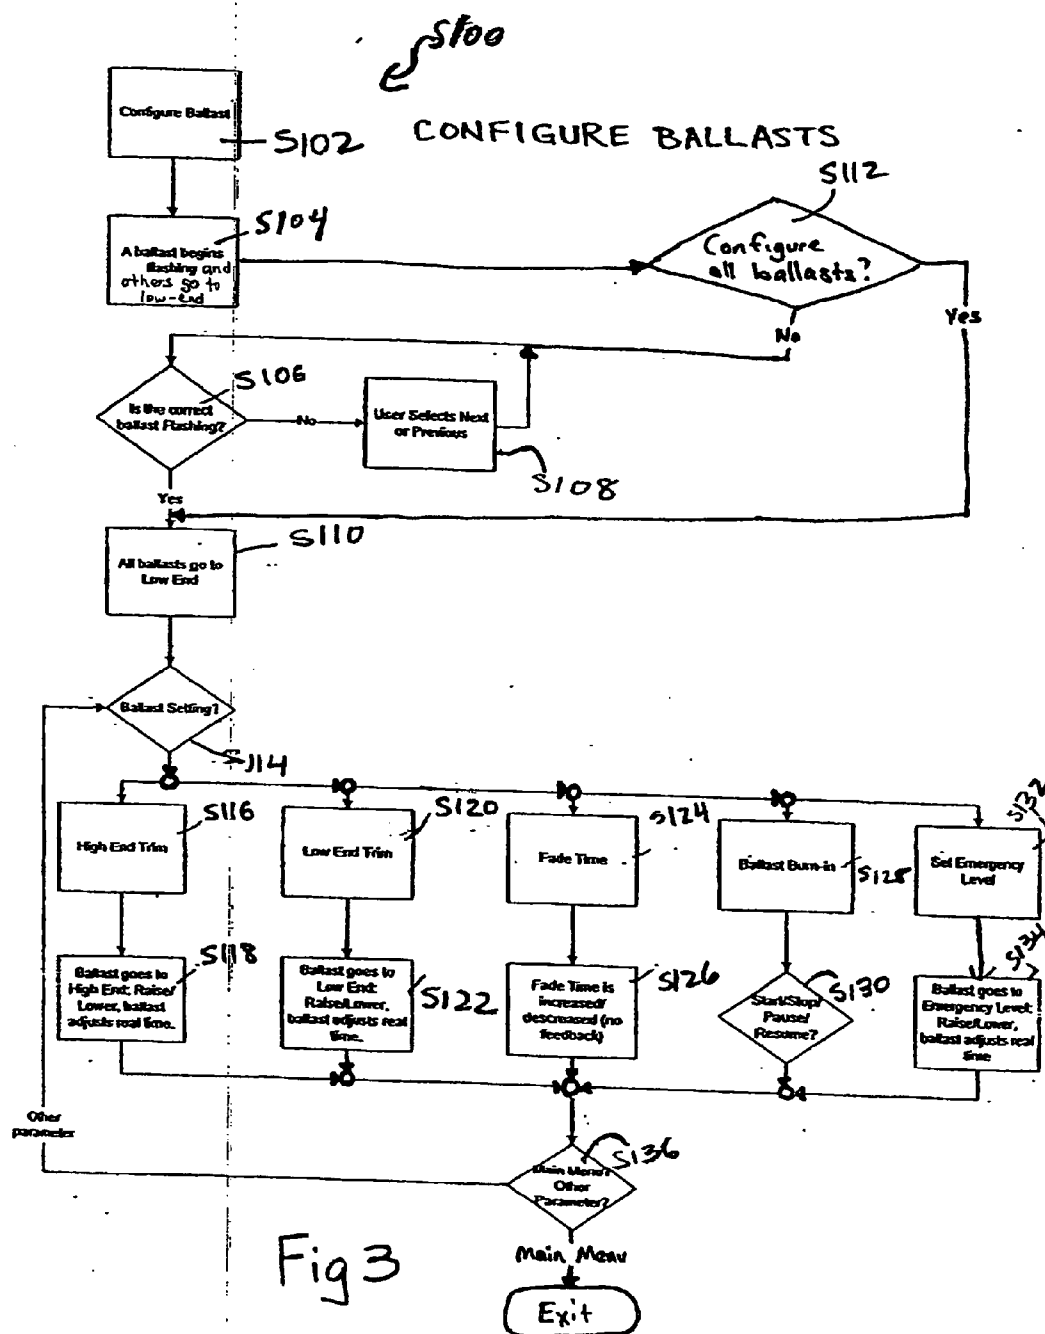 S100
Configure Ballast
S102
CONFIGURE BALLASTS
S112
S104
A ballast begins
flashing and
others go to
low-end
Configure
all ballasts?
Yes
No
S106
Is the correct
ballast Flashing?
No
User Selects Next
or Previous
S108
Yes
S110
All ballasts go to
Low End
Ballast Setting?
S114
S116
High End Trim
S120
Low End Trim
S124
Fade Time
Ballast Burn-in
S128
S132
Set Emergency
Level
S118
Ballast goes to
High End; Raise/
Lower, ballast
adjusts real time.
Ballast goes to
Low End:
Raise/Lower,
ballast adjusts real
time.
S122
S126
Fade Time is
increased/
descreased (no
feedback)
S130
Start/Stop/
Pause/
Resume?
S134
Ballast goes to
Emergency Level:
Raise/Lower,
ballast adjusts real
time
Other
parameter
S136
Main Menu?
Other
Parameter?
Main Menu
Exit
Fig 3